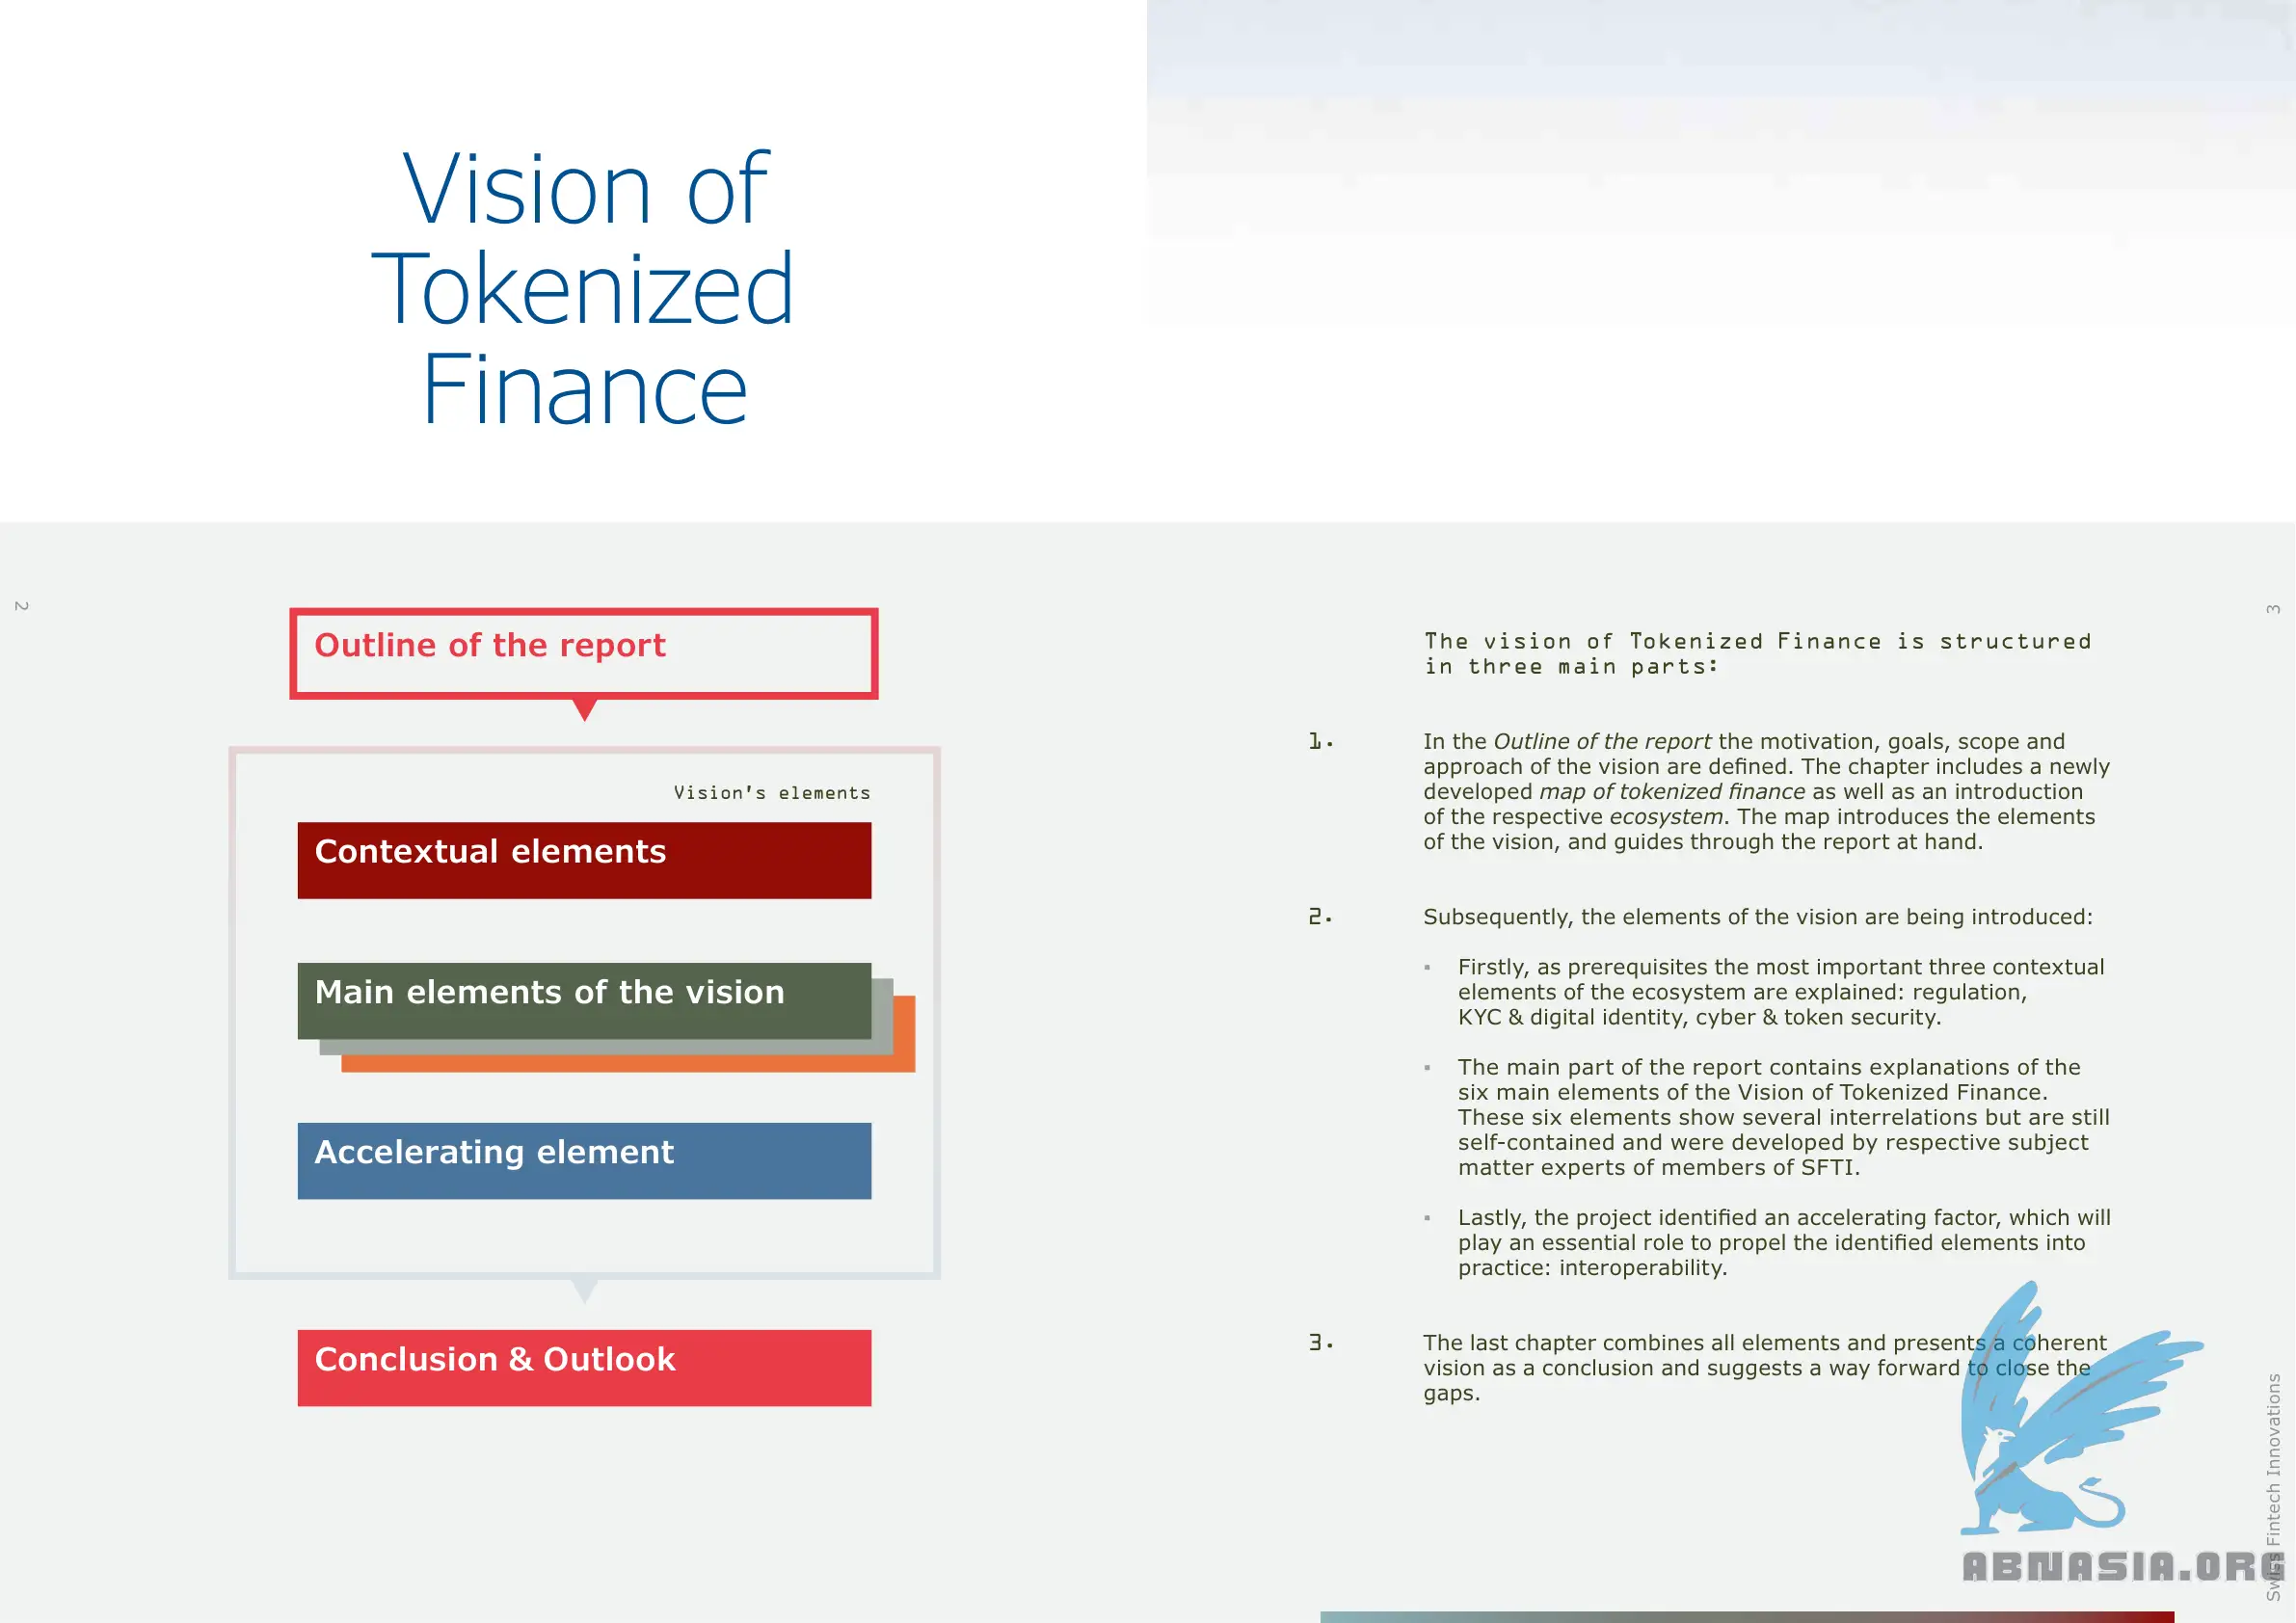 Vision of
Tokenized
Finance
2
Outline of the report
Vision's elements
Contextual elements
Main elements of the vision
Accelerating element
Conclusion & Outlook
3
The vision of Tokenized Finance is structured
in three main parts:
1. In the Outline of the report the motivation, goals, scope and
approach of the vision are defined. The chapter includes a newly
developed map of tokenized finance as well as an introduction
of the respective ecosystem. The map introduces the elements
of the vision, and guides through the report at hand.
2. Subsequently, the elements of the vision are being introduced:
▪ Firstly, as prerequisites the most important three contextual
elements of the ecosystem are explained: regulation,
KYC & digital identity, cyber & token security.
▪ The main part of the report contains explanations of the
six main elements of the Vision of Tokenized Finance.
These six elements show several interrelations but are still
self-contained and were developed by respective subject
matter experts of members of SFTI.
▪ Lastly, the project identified an accelerating factor, which will
play an essential role to propel the identified elements into
practice: interoperability.
3. The last chapter combines all elements and presents a coherent
vision as a conclusion and suggests a way forward to close the
gaps.
Swiss Fintech Innovations
ABNASIA.ORG